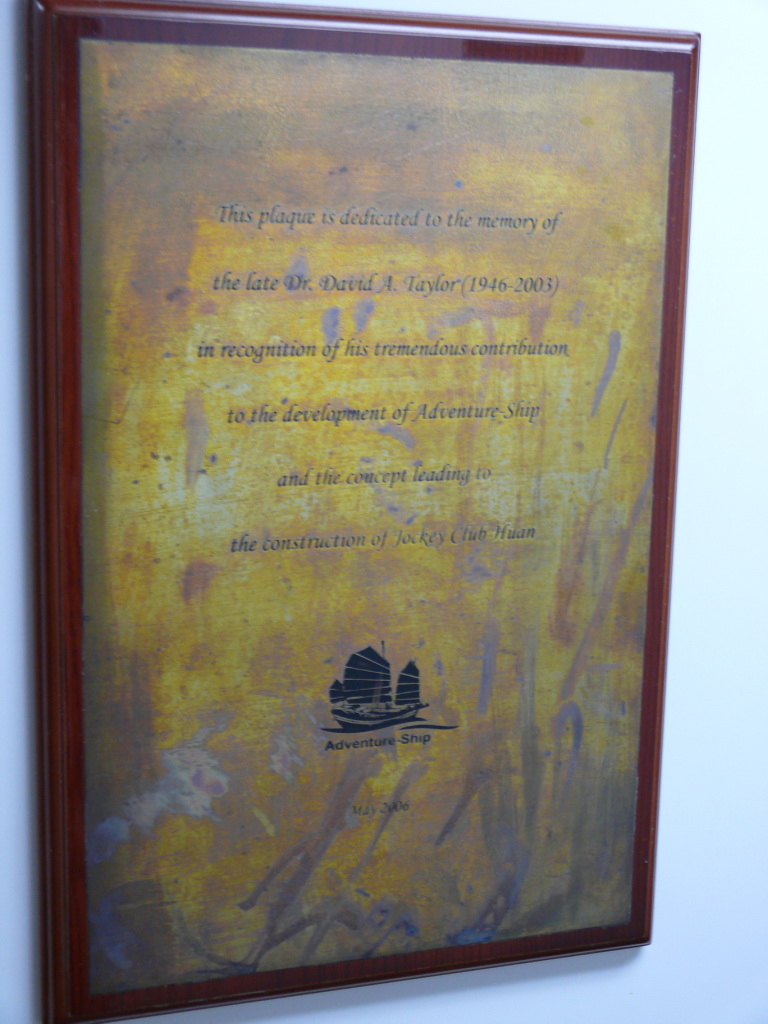 This plaque is dedicated to the memory of
the late Dr. David A. Taylor (1946-2003)
in recognition of his tremendous contribution
to the development of Adventure-Ship
and the concept leading to
the construction of Jockey Club Huan
Adventure-Ship
May 2006